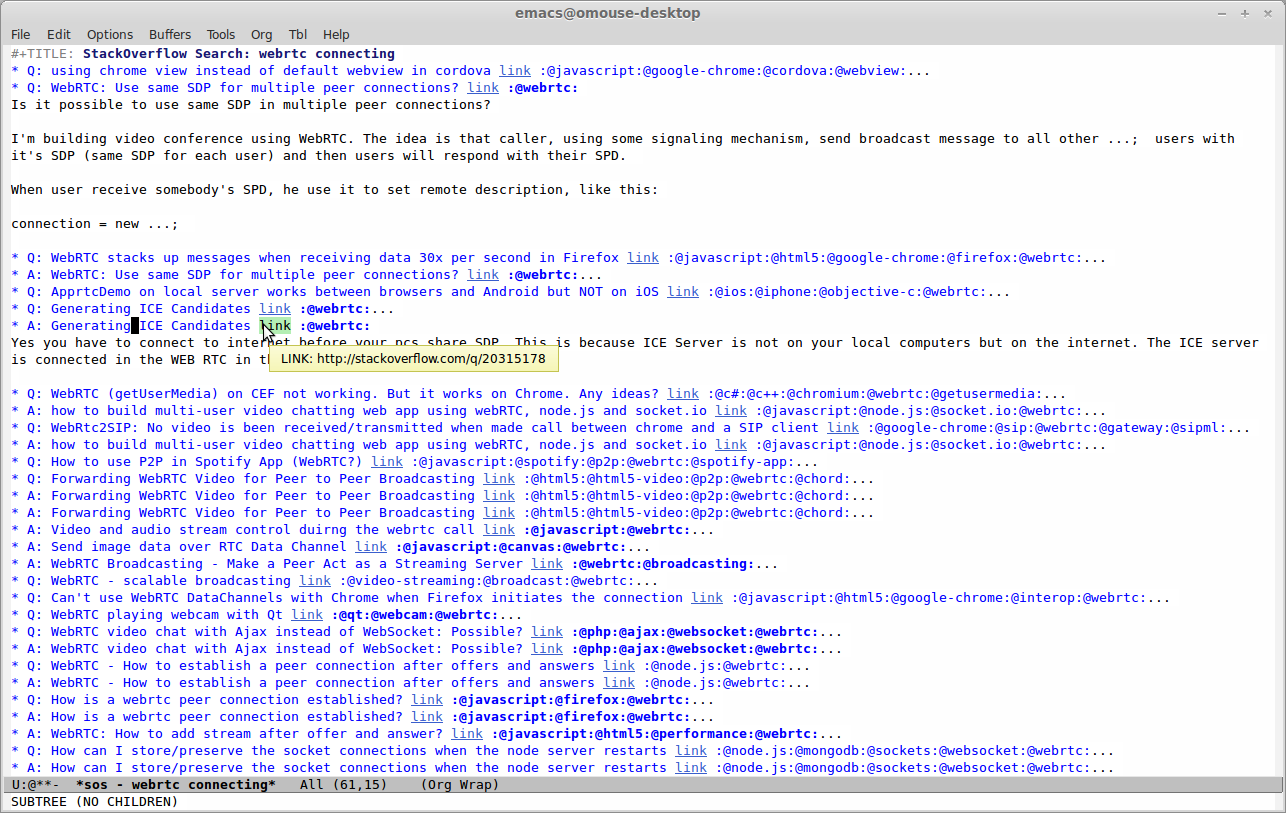 emacs@omouse-desktop
File Edit Options Buffers Tools Org Tbl Help
#+TITLE: StackOverflow Search: webrtc connecting
* Q: using chrome view instead of default webview in cordova link :@javascript:@google-chrome:@cordova:@webview:...
* Q: WebRTC: Use same SDP for multiple peer connections? link :@webrtc:
Is it possible to use same SDP in multiple peer connections?
I'm building video conference using WebRTC. The idea is that caller, using some signaling mechanism, send broadcast message to all other ...;  users with
it's SDP (same SDP for each user) and then users will respond with their SPD.
When user receive somebody's SPD, he use it to set remote description, like this:
connection = new ...;
* Q: WebRTC stacks up messages when receiving data 30x per second in Firefox link :@javascript:@html5:@google-chrome:@firefox:@webrtc:...
* A: WebRTC: Use same SDP for multiple peer connections? link :@webrtc:...
* Q: ApprtcDemo on local server works between browsers and Android but NOT on iOS link :@ios:@iphone:@objective-c:@webrtc:...
* Q: Generating ICE Candidates link :@webrtc:...
* A: Generating ICE Candidates link :@webrtc:
Yes you have to connect to internet before your pcs share SDP. This is because ICE Server is not on your local computers but on the internet. The ICE server
is connected in the WEB RTC in t
LINK: http://stackoverflow.com/q/20315178
* Q: WebRTC (getUserMedia) on CEF not working. But it works on Chrome. Any ideas? link :@c#:@c++:@chromium:@webrtc:@getusermedia:...
* A: how to build multi-user video chatting web app using webRTC, node.js and socket.io link :@javascript:@node.js:@socket.io:@webrtc:...
* Q: WebRtc2SIP: No video is been received/transmitted when made call between chrome and a SIP client link :@google-chrome:@sip:@webrtc:@gateway:@sipml:...
* A: how to build multi-user video chatting web app using webRTC, node.js and socket.io link :@javascript:@node.js:@socket.io:@webrtc:...
* Q: How to use P2P in Spotify App (WebRTC?) link :@javascript:@spotify:@p2p:@webrtc:@spotify-app:...
* Q: Forwarding WebRTC Video for Peer to Peer Broadcasting link :@html5:@html5-video:@p2p:@webrtc:@chord:...
* A: Forwarding WebRTC Video for Peer to Peer Broadcasting link :@html5:@html5-video:@p2p:@webrtc:@chord:...
* A: Forwarding WebRTC Video for Peer to Peer Broadcasting link :@html5:@html5-video:@p2p:@webrtc:@chord:...
* A: Video and audio stream control duirng the webrtc call link :@javascript:@webrtc:...
* A: Send image data over RTC Data Channel link :@javascript:@canvas:@webrtc:...
* A: WebRTC Broadcasting - Make a Peer Act as a Streaming Server link :@webrtc:@broadcasting:...
* Q: WebRTC - scalable broadcasting link :@video-streaming:@broadcast:@webrtc:...
* Q: Can't use WebRTC DataChannels with Chrome when Firefox initiates the connection link :@javascript:@html5:@google-chrome:@interop:@webrtc:...
* Q: WebRTC playing webcam with Qt link :@qt:@webcam:@webrtc:...
* Q: WebRTC video chat with Ajax instead of WebSocket: Possible? link :@php:@ajax:@websocket:@webrtc:...
* A: WebRTC video chat with Ajax instead of WebSocket: Possible? link :@php:@ajax:@websocket:@webrtc:...
* Q: WebRTC - How to establish a peer connection after offers and answers link :@node.js:@webrtc:...
* A: WebRTC - How to establish a peer connection after offers and answers link :@node.js:@webrtc:...
* Q: How is a webrtc peer connection established? link :@javascript:@firefox:@webrtc:...
* A: How is a webrtc peer connection established? link :@javascript:@firefox:@webrtc:...
* A: WebRTC: How to add stream after offer and answer? link :@javascript:@html5:@performance:@webrtc:...
* Q: How can I store/preserve the socket connections when the node server restarts link :@node.js:@mongodb:@sockets:@websocket:@webrtc:...
* A: How can I store/preserve the socket connections when the node server restarts link :@node.js:@mongodb:@sockets:@websocket:@webrtc:...
U:@**-  *sos - webrtc connecting*   All (61,15)    (Org Wrap)
SUBTREE (NO CHILDREN)